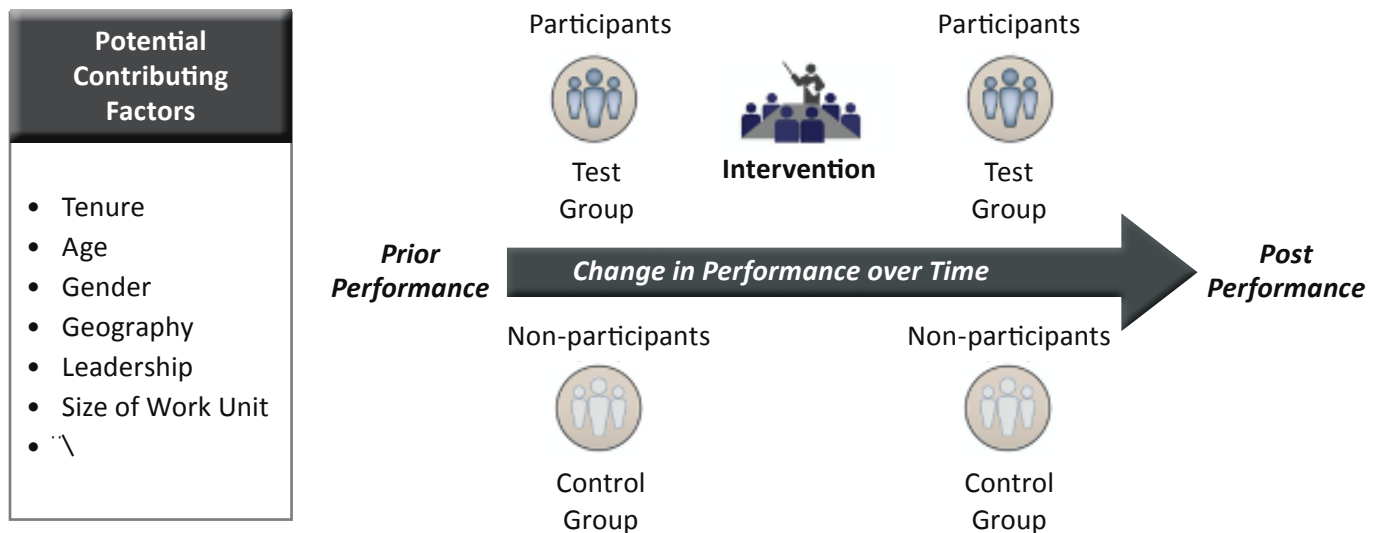 Potential
Contributing
Factors
• Tenure
• Age
• Gender
• Geography
• Leadership
• Size of Work Unit
• ¨\
Participants
Test
Group
Intervention
Participants
Test
Group
Prior
Performance
Change in Performance over Time
Post
Performance
Non-participants
Control
Group
Non-participants
Control
Group